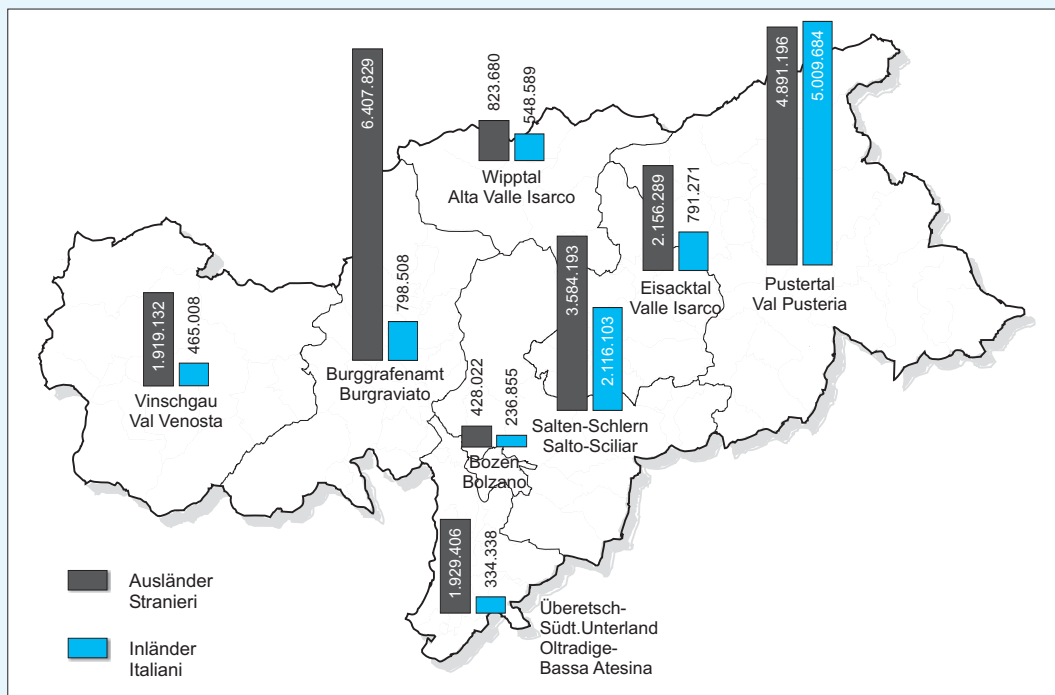 6.407.829
798.508
Burggrafenamt
Burgraviato
823.680
548.589
Wipptal
Alta Valle Isarco
4.891.196
5.009.684
Pustertal
Val Pusteria
2.156.289
791.271
Eisacktal
Valle Isarco
3.584.193
2.116.103
Salten-Schlern
Salto-Sciliar
1.919.132
465.008
Vinschgau
Val Venosta
428.022
236.855
Bozen
Bolzano
1.929.406
334.338
Überetsch-
Südt.Unterland
Oltradige-
Bassa Atesina
Ausländer
Stranieri
Inländer
Italiani